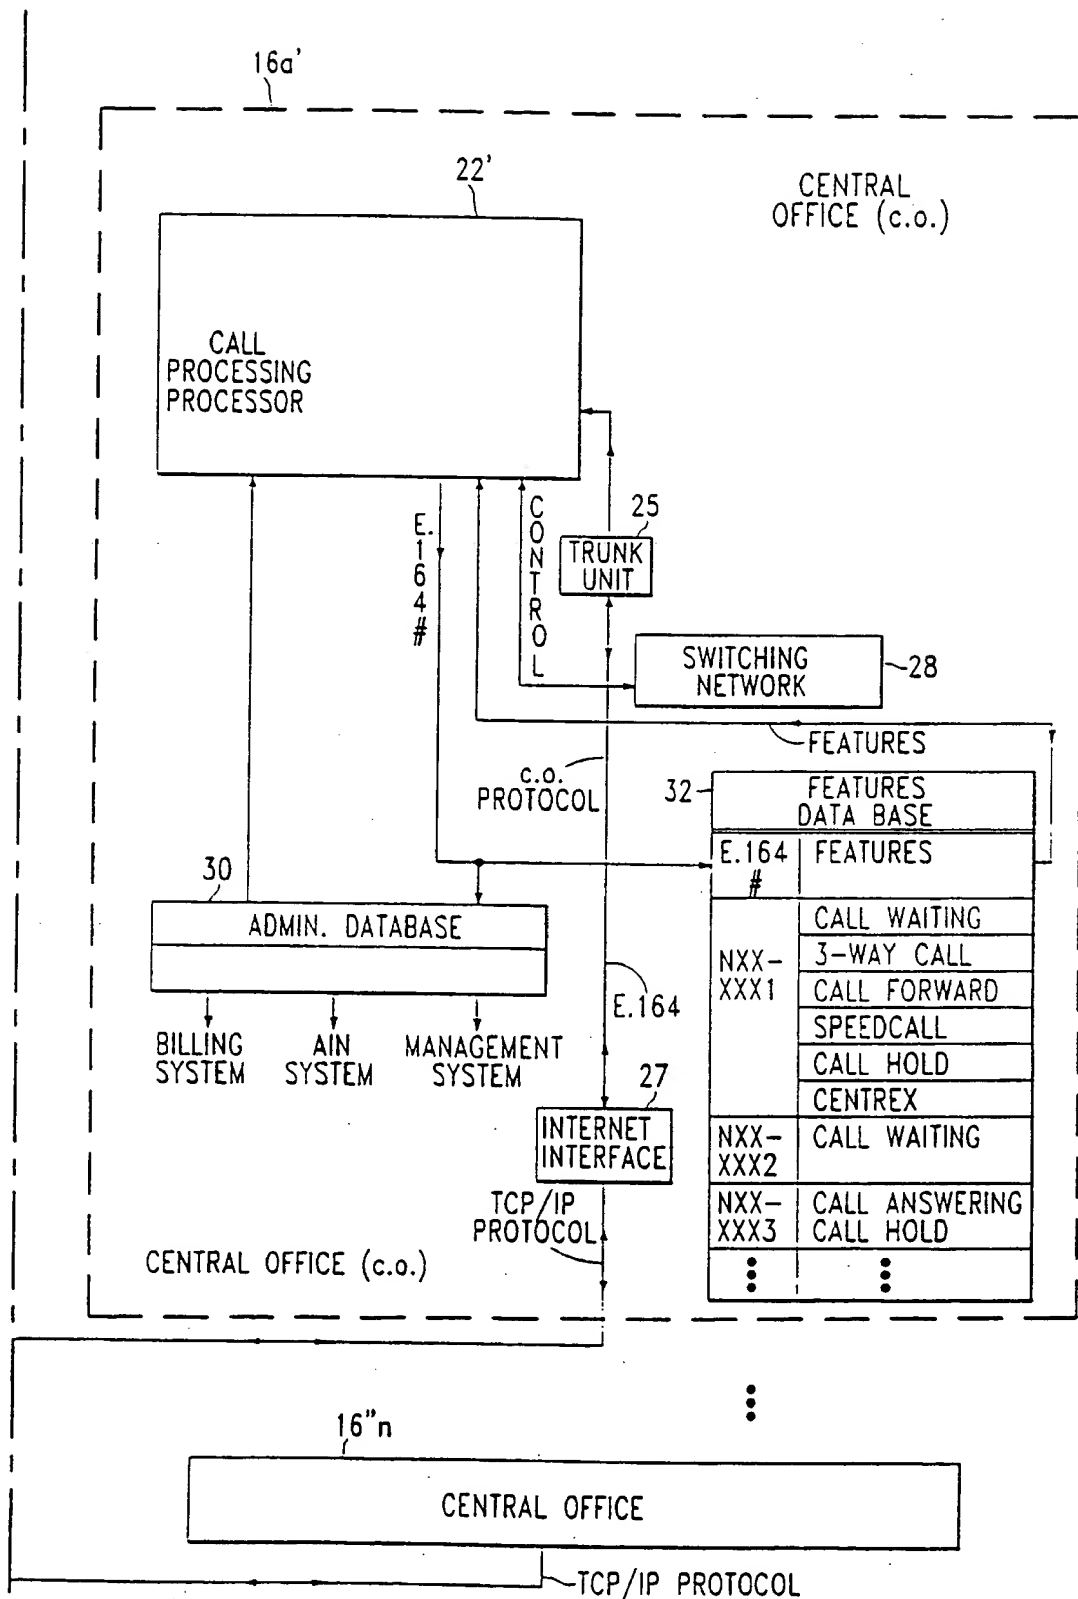 16a'
22'
CENTRAL
OFFICE (c.o.)
CALL
PROCESSING
PROCESSOR
E.164#
CONTROL
25
TRUNK
UNIT
SWITCHING
NETWORK
28
FEATURES
c.o.
PROTOCOL
32
FEATURES
DATA BASE
E.164
#
FEATURES
30
ADMIN. DATABASE
NXX-
XXX1
CALL WAITING
3-WAY CALL
CALL FORWARD
SPEEDCALL
CALL HOLD
CENTREX
E.164
BILLING
SYSTEM
AIN
SYSTEM
MANAGEMENT
SYSTEM
27
INTERNET
INTERFACE
NXX-
XXX2
CALL WAITING
NXX-
XXX3
CALL ANSWERING
CALL HOLD
TCP/IP
PROTOCOL
CENTRAL OFFICE (c.o.)
16"n
CENTRAL OFFICE
TCP/IP PROTOCOL